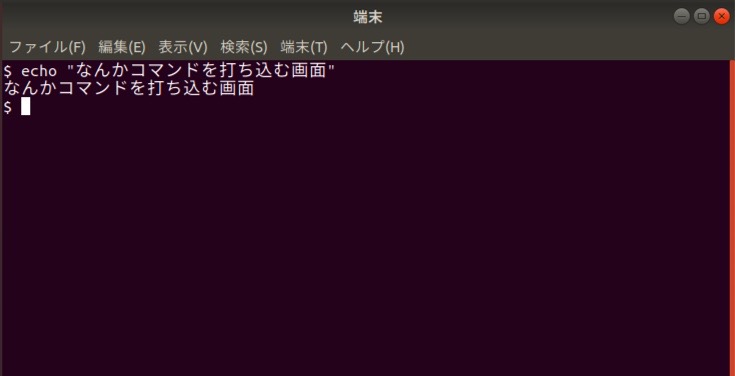 端末
ファイル(F) 編集(E) 表示(V) 検索(S) 端末(T) ヘルプ(H)
$ echo "なんかコマンドを打ち込む画面"
なんかコマンドを打ち込む画面
$